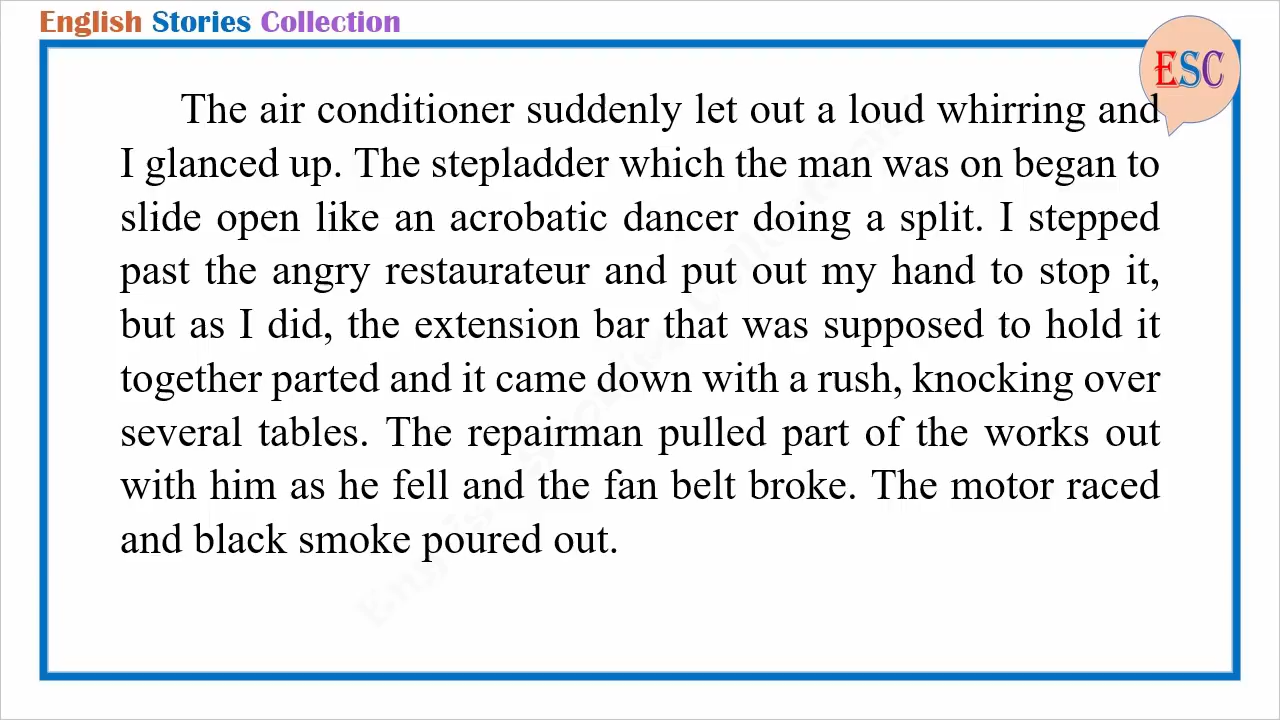 English Stories Collection
ESC
The air conditioner suddenly let out a loud whirring and
I glanced up. The stepladder which the man was on began to
slide open like an acrobatic dancer doing a split. I stepped
past the angry restaurateur and put out my hand to stop it,
but as I did, the extension bar that was supposed to hold it
together parted and it came down with a rush, knocking over
several tables. The repairman pulled part of the works out
with him as he fell and the fan belt broke. The motor raced
and black smoke poured out.